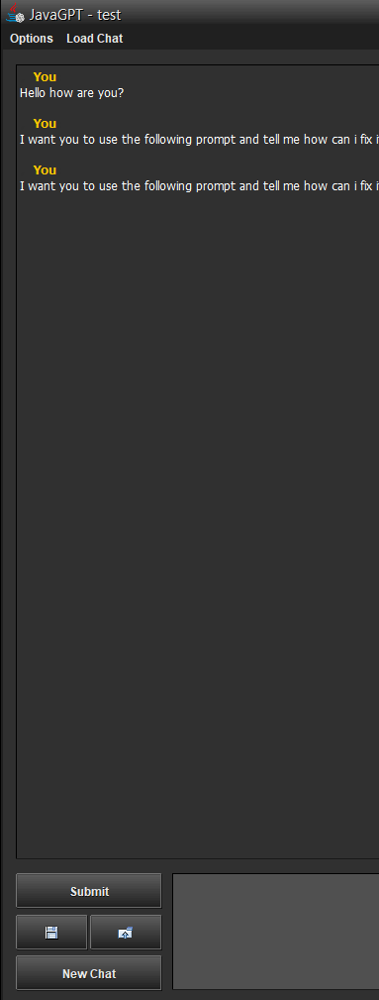 JavaGPT - test
Options Load Chat
You
Hello how are you?
You
I want you to use the following prompt and tell me how can i fix
You
I want you to use the following prompt and tell me how can i fix
Submit
New Chat